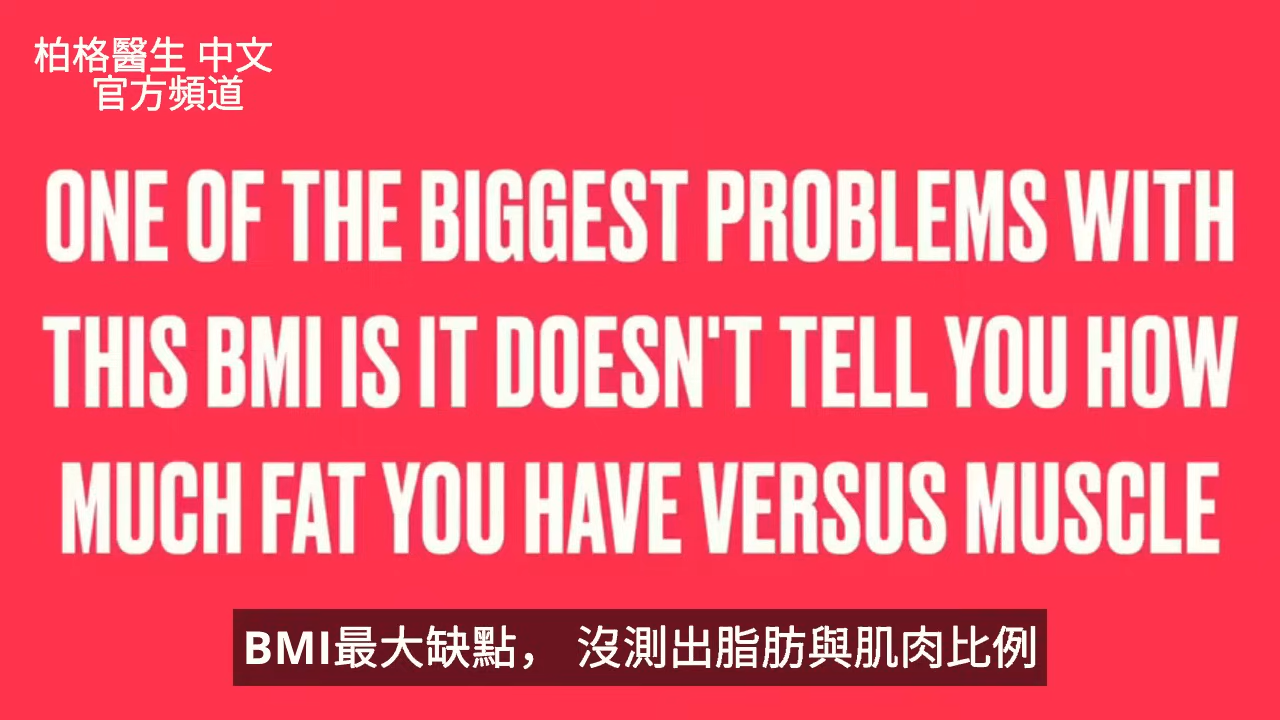 柏格醫生 中文
官方頻道
ONE OF THE BIGGEST PROBLEMS WITH
THIS BMI IS IT DOESN'T TELL YOU HOW
MUCH FAT YOU HAVE VERSUS MUSCLE
BMI最大缺點， 沒測出脂肪與肌肉比例